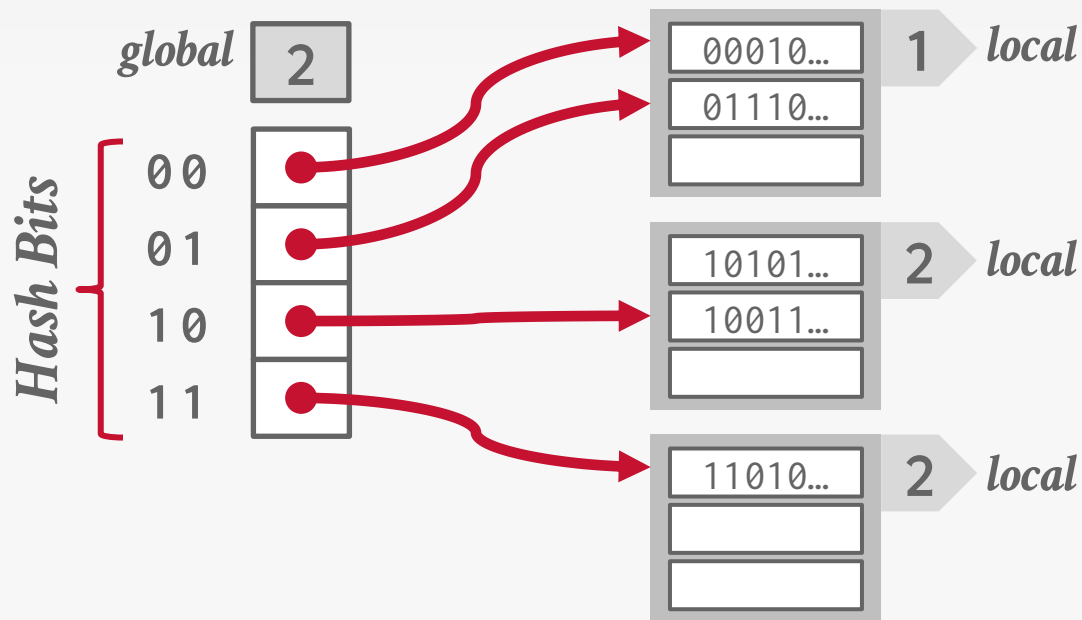 global 2
Hash Bits
00
01
10
11
00010…
01110…
1 local
10101…
10011…
2 local
11010…
2 local